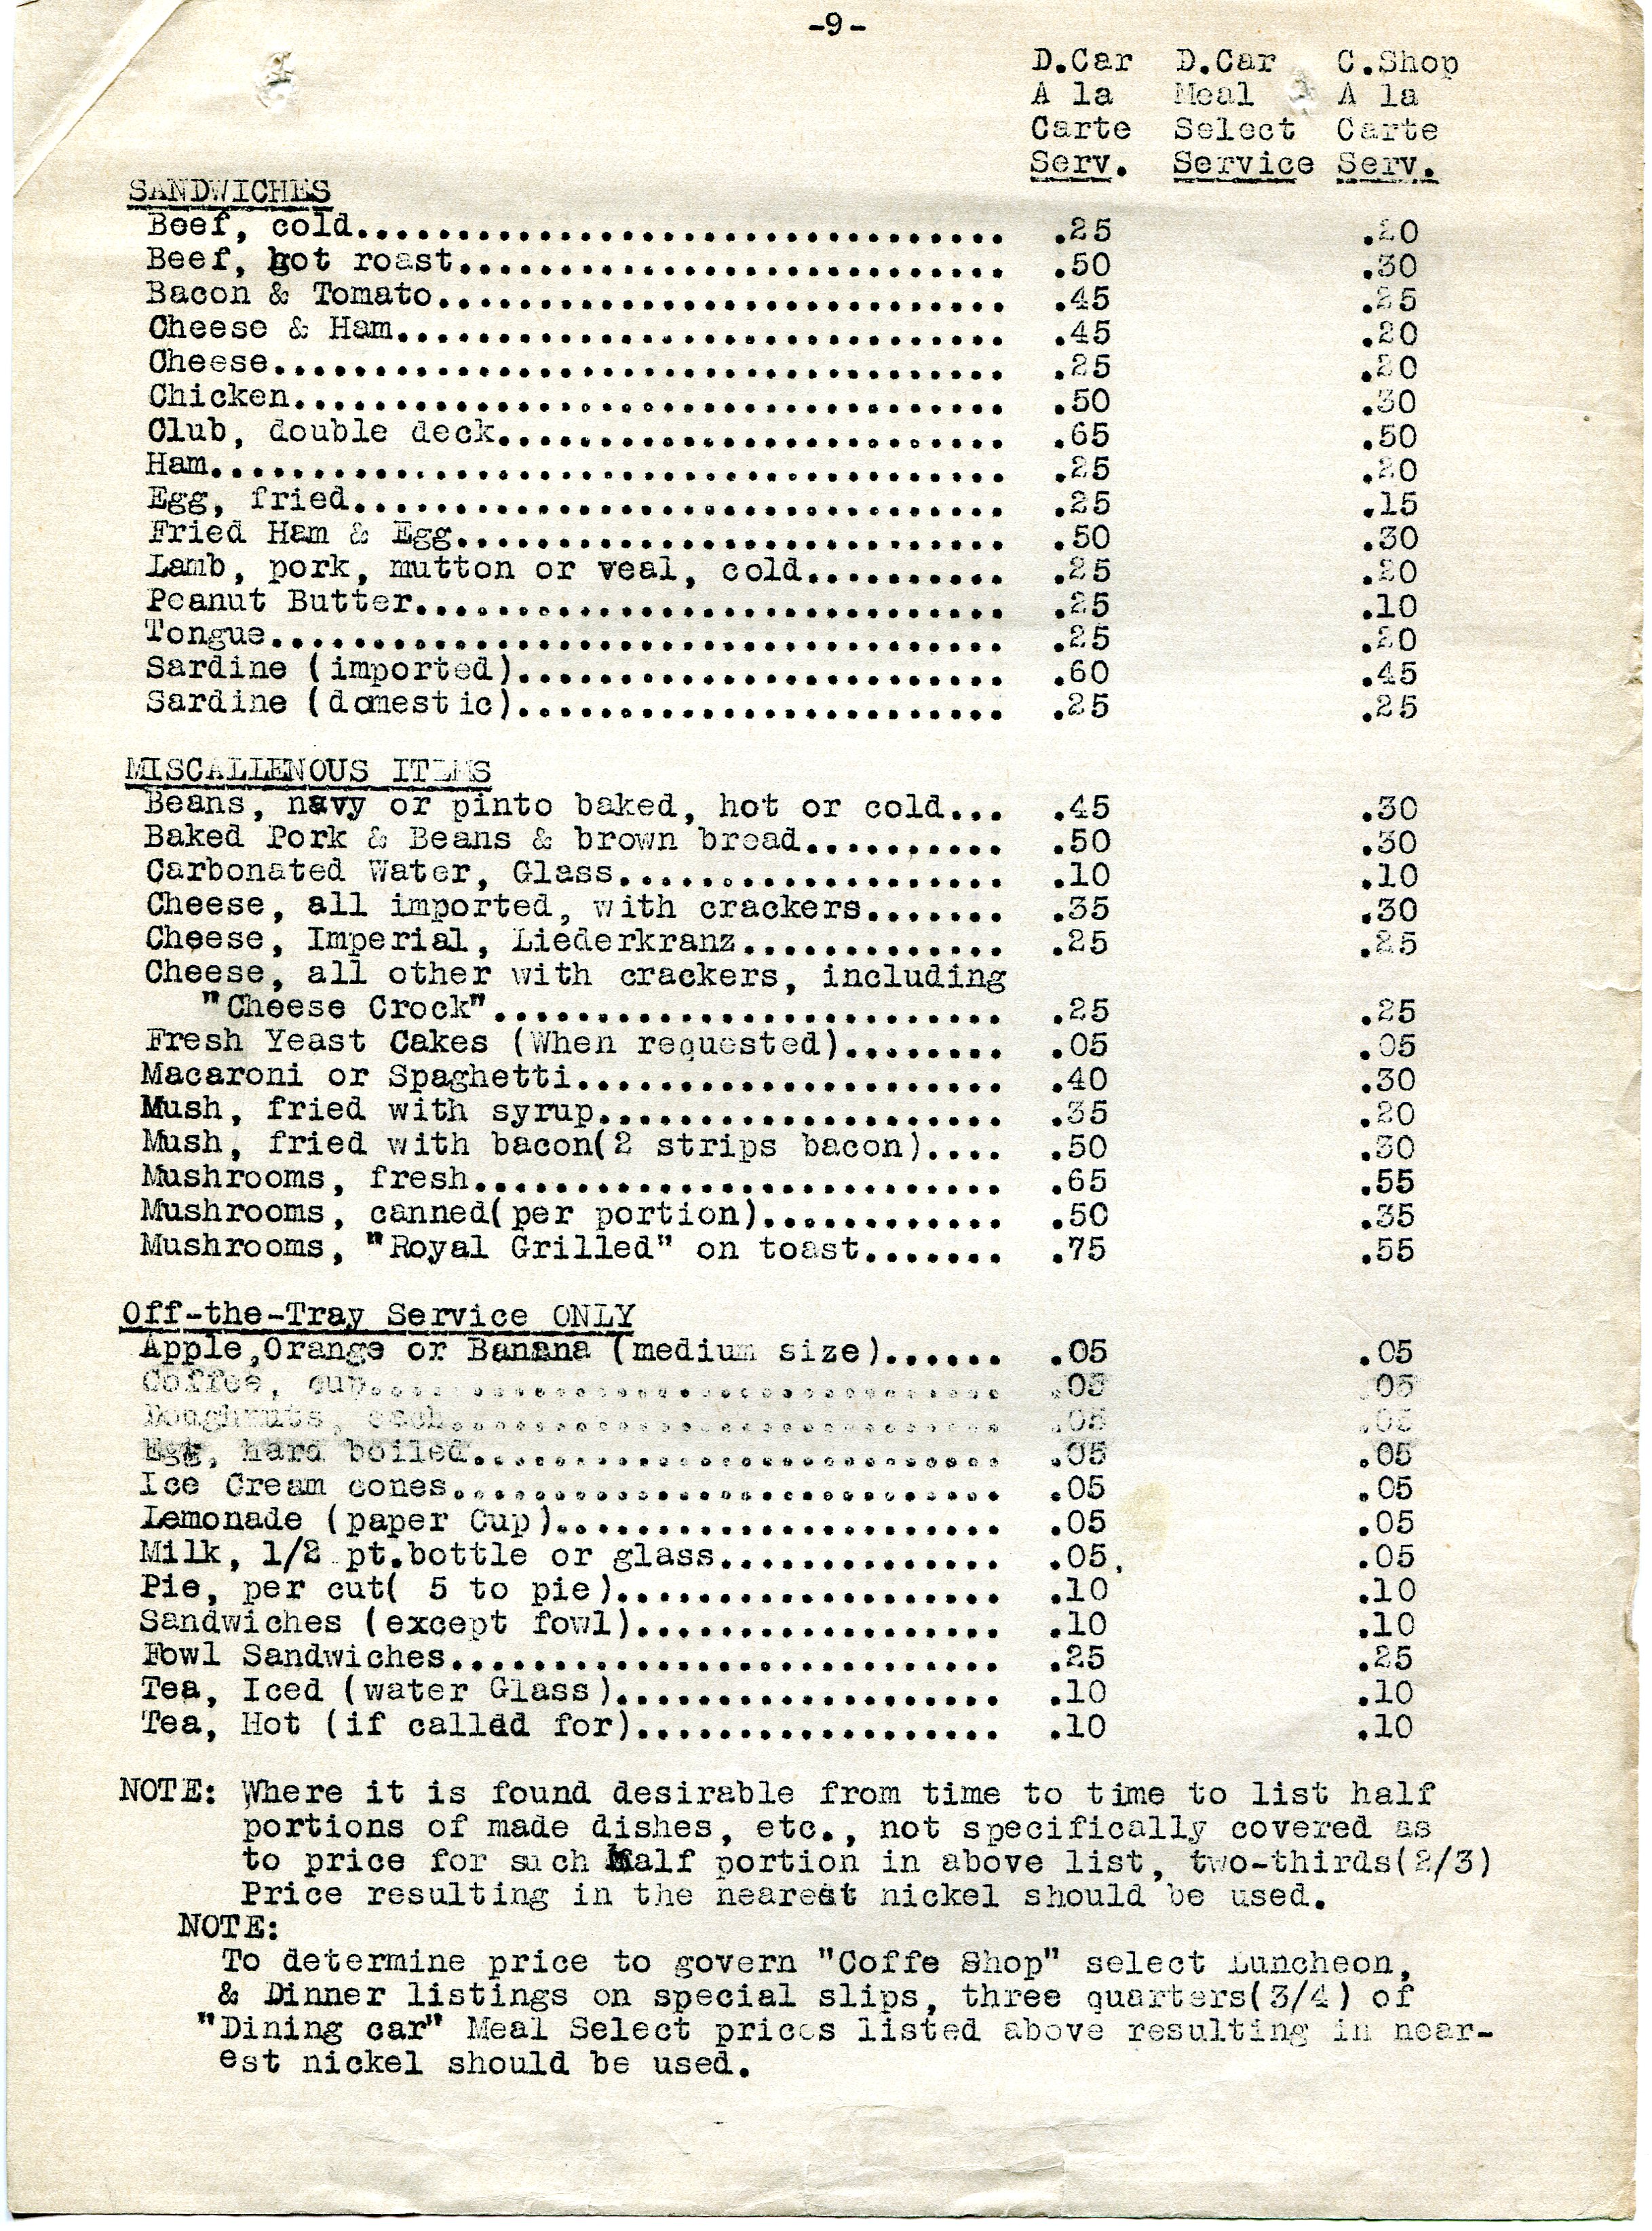 -9-
D.Car D.Car C.Shop
A la Meal A la
Carte Select Carte
Serv. Service Serv.
SANDWICHES
Beef, cold................................ .25 .20
Beef, hot roast........................... .50 .30
Bacon & Tomato............................ .45 .25
Cheese & Ham.............................. .45 .20
Cheese.................................... .25 .20
Chicken................................... .50 .30
Club, double deck......................... .65 .50
Ham....................................... .25 .20
Egg, fried................................ .25 .15
Fried Ham & Egg........................... .50 .30
Lamb, pork, mutton or veal, cold.......... .25 .20
Peanut Butter............................. .25 .10
Tongue.................................... .25 .20
Sardine (imported)........................ .60 .45
Sardine (domestic)........................ .25 .25
MISCALLENOUS ITEMS
Beans, navy or pinto baked, hot or cold... .45 .30
Baked Pork & Beans & brown bread.......... .50 .30
Carbonated Water, Glass................... .10 .10
Cheese, all imported, with crackers....... .35 .30
Cheese, Imperial, Liederkranz............. .25 .25
Cheese, all other with crackers, including
"Cheese Crock"......................... .25 .25
Fresh Yeast Cakes (When requested)........ .05 .05
Macaroni or Spaghetti..................... .40 .30
Mush, fried with syrup.................... .35 .20
Mush, fried with bacon(2 strips bacon).... .50 .30
Mushrooms, fresh.......................... .65 .55
Mushrooms, canned(per portion)............ .50 .35
Mushrooms, "Royal Grilled" on toast....... .75 .55
Off-the-Tray Service ONLY
Apple,Orange or Banana (medium size)...... .05 .05
Coffee, cup............................... .05 .05
Doughnuts, each........................... .05 .05
Egg, hard boiled.......................... .05 .05
Ice Cream cones........................... .05 .05
Lemonade (paper Cup)...................... .05 .05
Milk, 1/2 pt.bottle or glass.............. .05, .05
Pie, per cut( 5 to pie)................... .10 .10
Sandwiches (except fowl).................. .10 .10
Fowl Sandwiches........................... .25 .25
Tea, Iced (water Glass)................... .10 .10
Tea, Hot (if called for).................. .10 .10
NOTE: Where it is found desirable from time to time to list half
portions of made dishes, etc., not specifically covered as
to price for such Half portion in above list, two-thirds(2/3)
Price resulting in the nearest nickel should be used.
NOTE:
To determine price to govern "Coffe Shop" select Luncheon,
& Dinner listings on special slips, three quarters(3/4) of
"Dining car" Meal Select prices listed above resulting in near-
est nickel should be used.